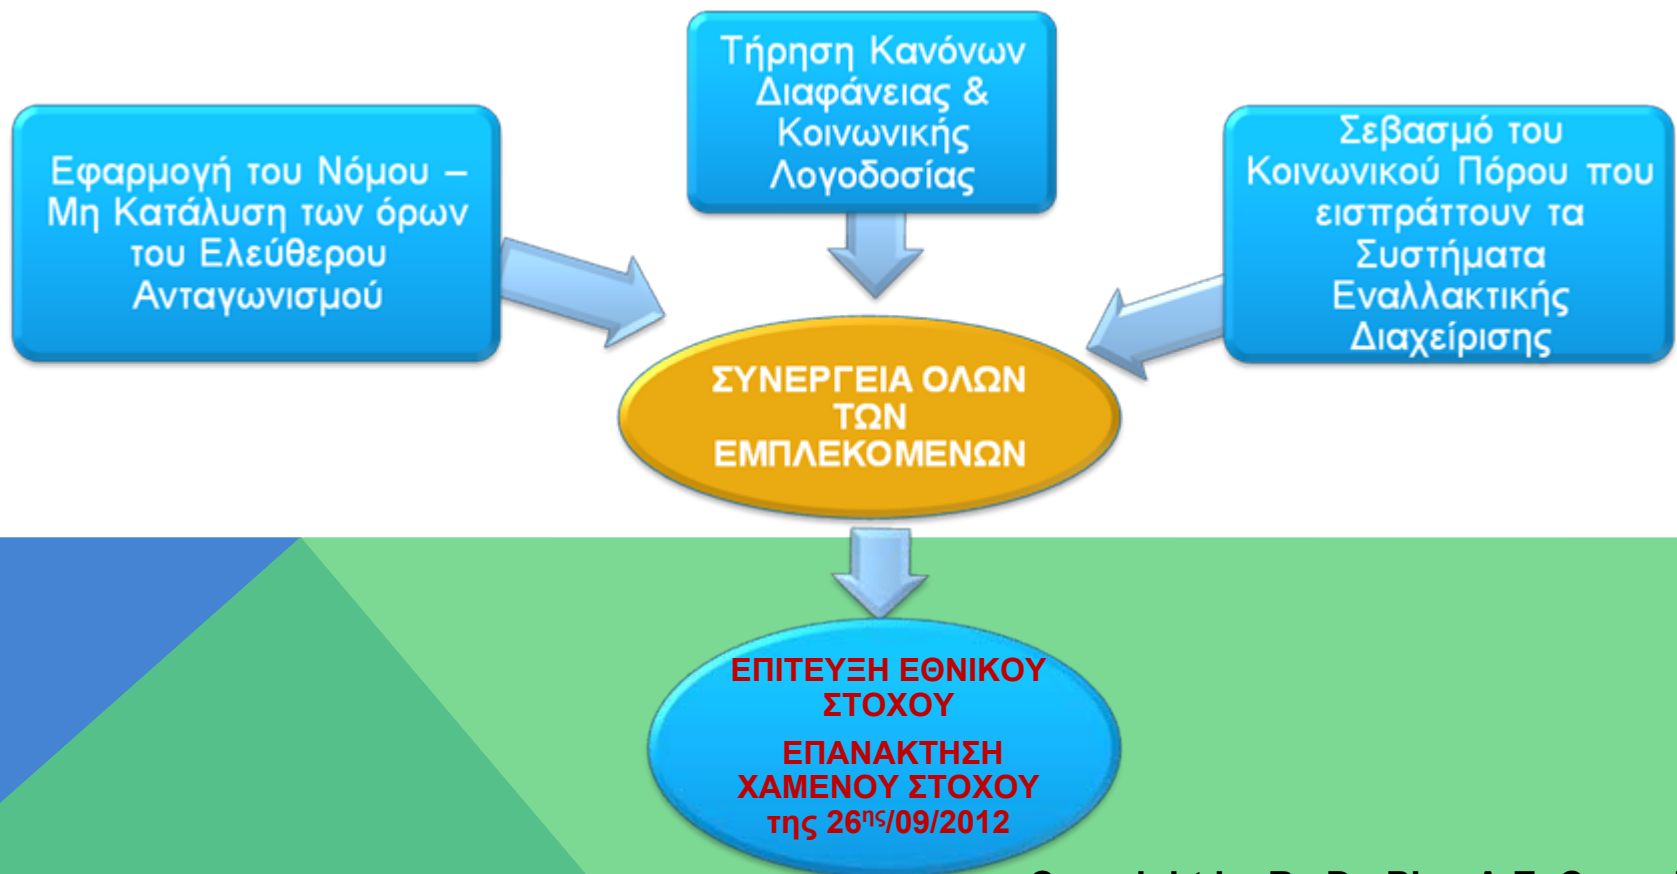 Τήρηση Κανόνων
Διαφάνειας &
Κοινωνικής
Λογοδοσίας
Εφαρμογή του Νόμου –
Μη Κατάλυση των όρων
του Ελεύθερου
Ανταγωνισμού
Σεβασμό του
Κοινωνικού Πόρου που
εισπράττουν τα
Συστήματα
Εναλλακτικής
Διαχείρισης
ΣΥΝΕΡΓΕΙΑ ΟΛΩΝ
ΤΩΝ
ΕΜΠΛΕΚΟΜΕΝΩΝ
ΕΠΙΤΕΥΞΗ ΕΘΝΙΚΟΥ
ΣΤΟΧΟΥ
ΕΠΑΝΑΚΤΗΣΗ
ΧΑΜΕΝΟΥ ΣΤΟΧΟΥ
της 26ης/09/2012